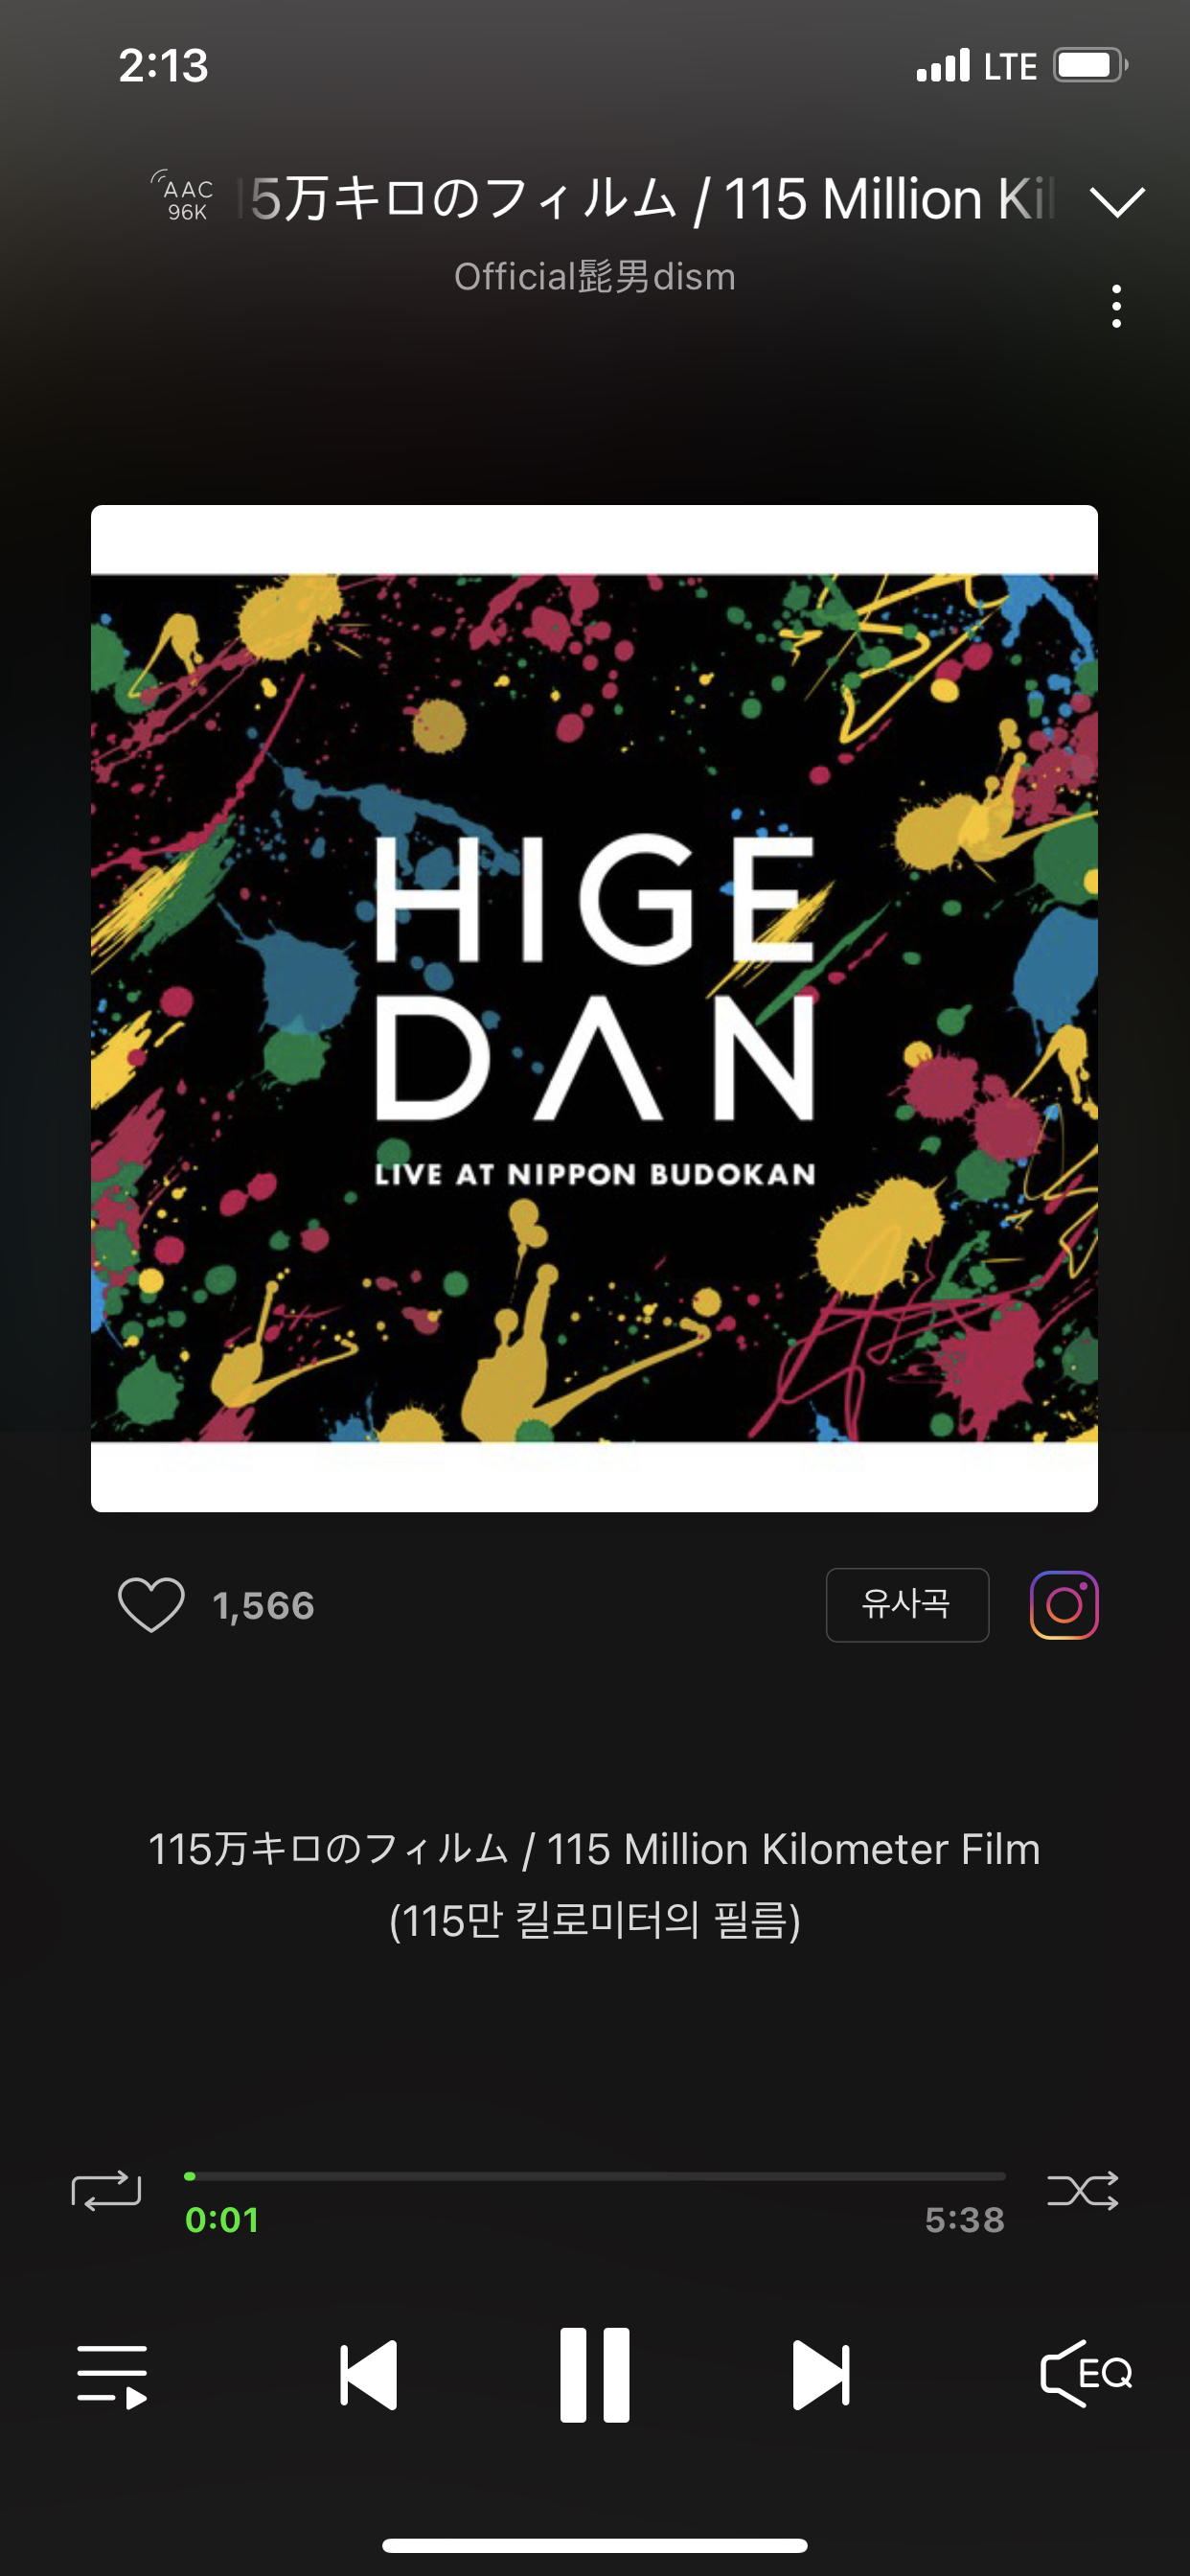 2:13
LTE
AAC
96K
15万キロのフィルム / 115 Million Kil
Official髭男dism
HIGE
DAN
LIVE AT NIPPON BUDOKAN
1,566
유사곡
115万キロのフィルム / 115 Million Kilometer Film
(115만 킬로미터의 필름)
0:01
5:38
EQ